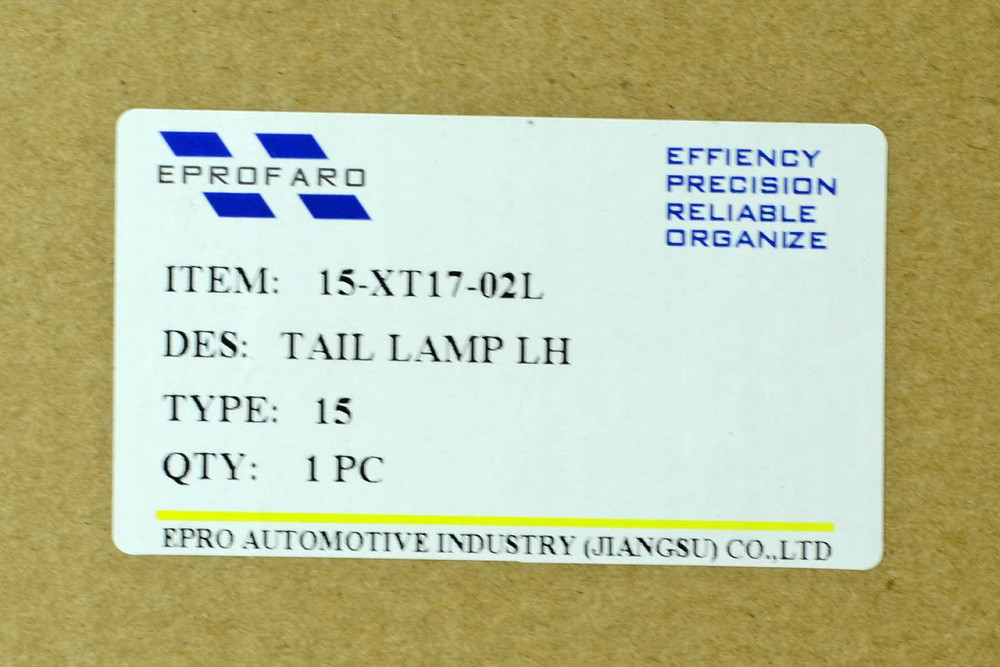 EPROFARO
EFFIENCY
PRECISION
RELIABLE
ORGANIZE
ITEM: 15-XT17-02L
DES: TAIL LAMP LH
TYPE: 15
QTY: 1 PC
EPRO AUTOMOTIVE INDUSTRY (JIANGSU) CO.,LTD